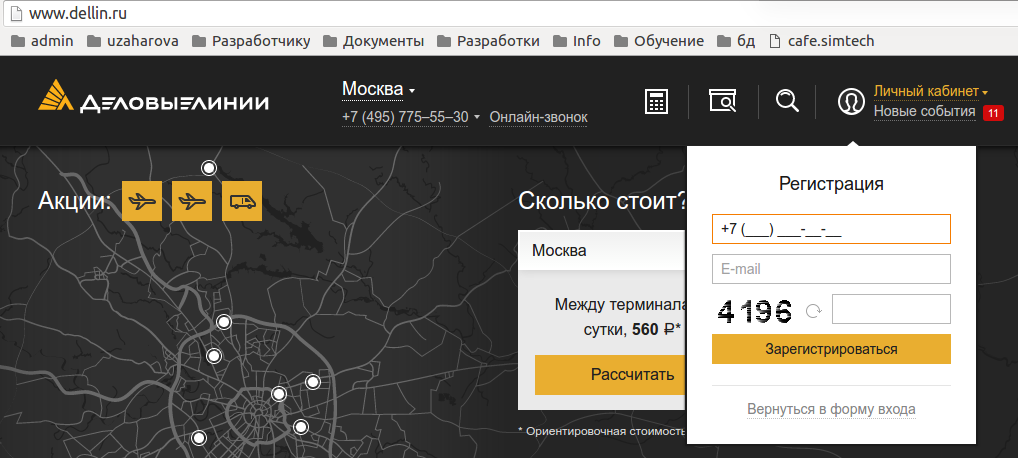 www.dellin.ru
admin uzaharova Разработчику Документы Разработки Info Обучение бд cafe.simtech
ДЕЛОВЫЕЛИНИИ
Москва
+7 (495) 775–55–30 Онлайн-звонок
Личный кабинет
Новые события 11
Акции:
Сколько стоит?
Москва
Между термина
сутки, 560 ₽*
Рассчитать
* Ориентировочная стоимость
Регистрация
+7 (___) ___-__-__
E-mail
4196
Зарегистрироваться
Вернуться в форму входа